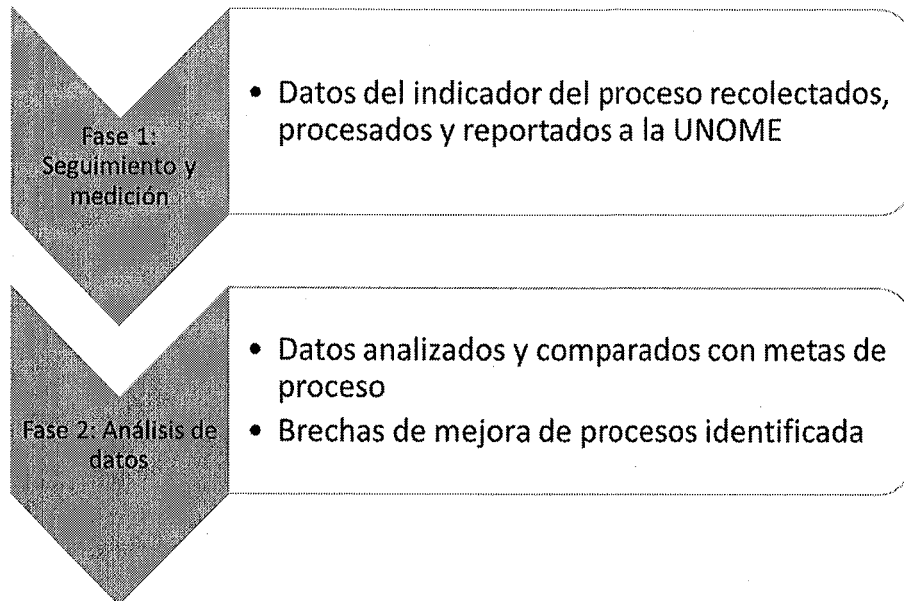 Fase 1:
Seguimiento y
medición
• Datos del indicador del proceso recolectados,
procesados y reportados a la UNOME
Fase 2: Análisis de
datos
• Datos analizados y comparados con metas de
proceso
• Brechas de mejora de procesos identificada